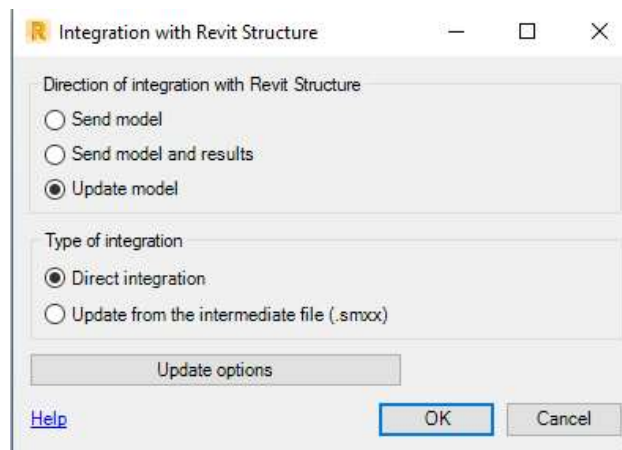 R Integration with Revit Structure
Direction of integration with Revit Structure
Send model
Send model and results
Update model
Type of integration
Direct integration
Update from the intermediate file (.smxx)
Update options
Help OK Cancel